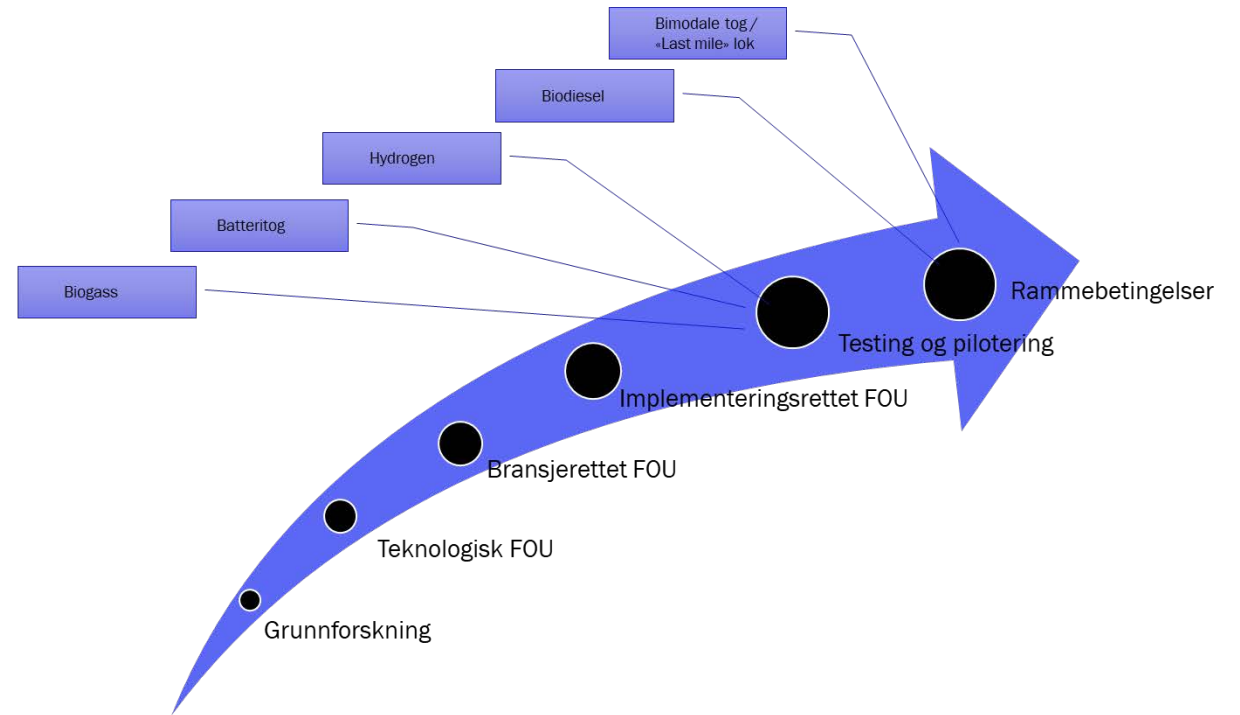 Bimodale tog /
«Last mile» lok
Biodiesel
Hydrogen
Batteritog
Biogass
Rammebetingelser
Testing og pilotering
Implementeringsrettet FOU
Bransjerettet FOU
Teknologisk FOU
Grunnforskning